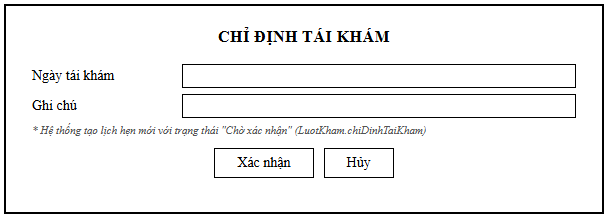 CHỈ ĐỊNH TÁI KHÁM
Ngày tái khám
Ghi chú
* Hệ thống tạo lịch hẹn mới với trạng thái "Chờ xác nhận" (LuotKham.chiDinhTaiKham)
Xác nhận Hủy